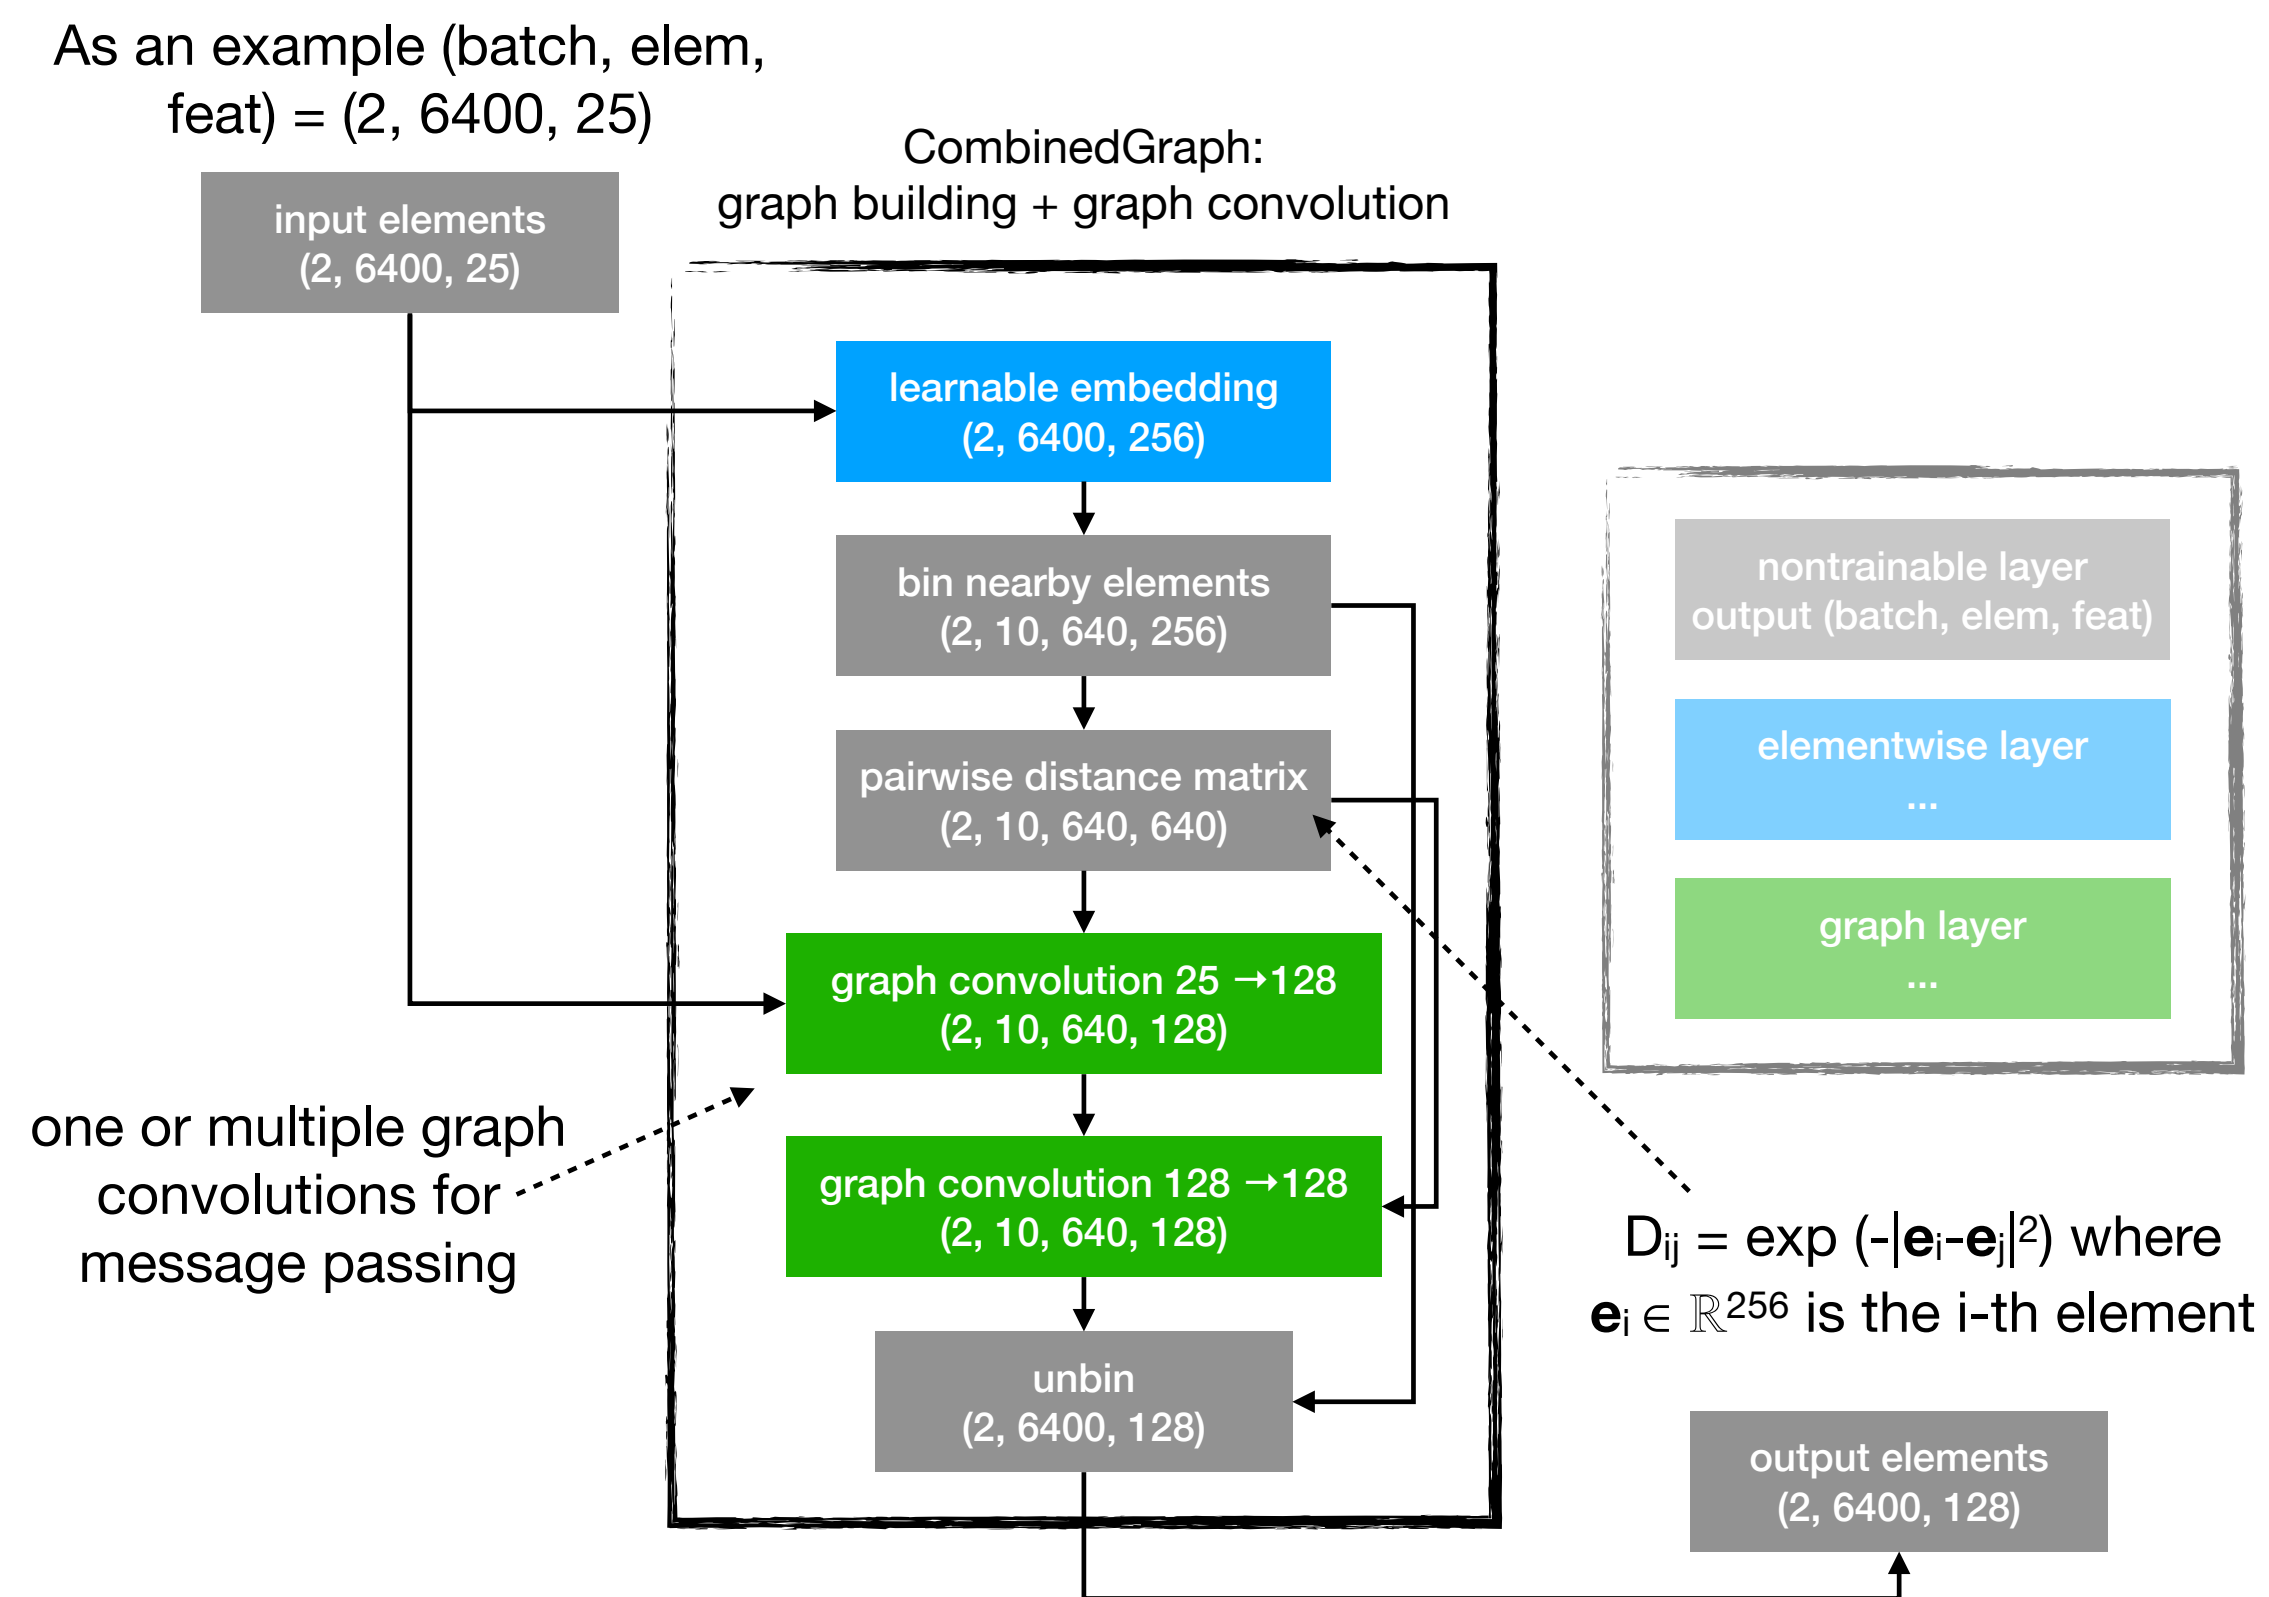 As an example (batch, elem,
feat) = (2, 6400, 25)
input elements
(2, 6400, 25)
CombinedGraph:
graph building + graph convolution
learnable embedding
(2, 6400, 256)
bin nearby elements
(2, 10, 640, 256)
pairwise distance matrix
(2, 10, 640, 640)
graph convolution 25 →128
(2, 10, 640, 128)
graph convolution 128 →128
(2, 10, 640, 128)
unbin
(2, 6400, 128)
one or multiple graph
convolutions for
message passing
nontrainable layer
output (batch, elem, feat)
elementwise layer
...
graph layer
...
Dᵢⱼ = exp (-|𝐞ᵢ-𝐞ⱼ|²) where
𝐞ᵢ ∈ ℝ²⁵⁶ is the i-th element
output elements
(2, 6400, 128)